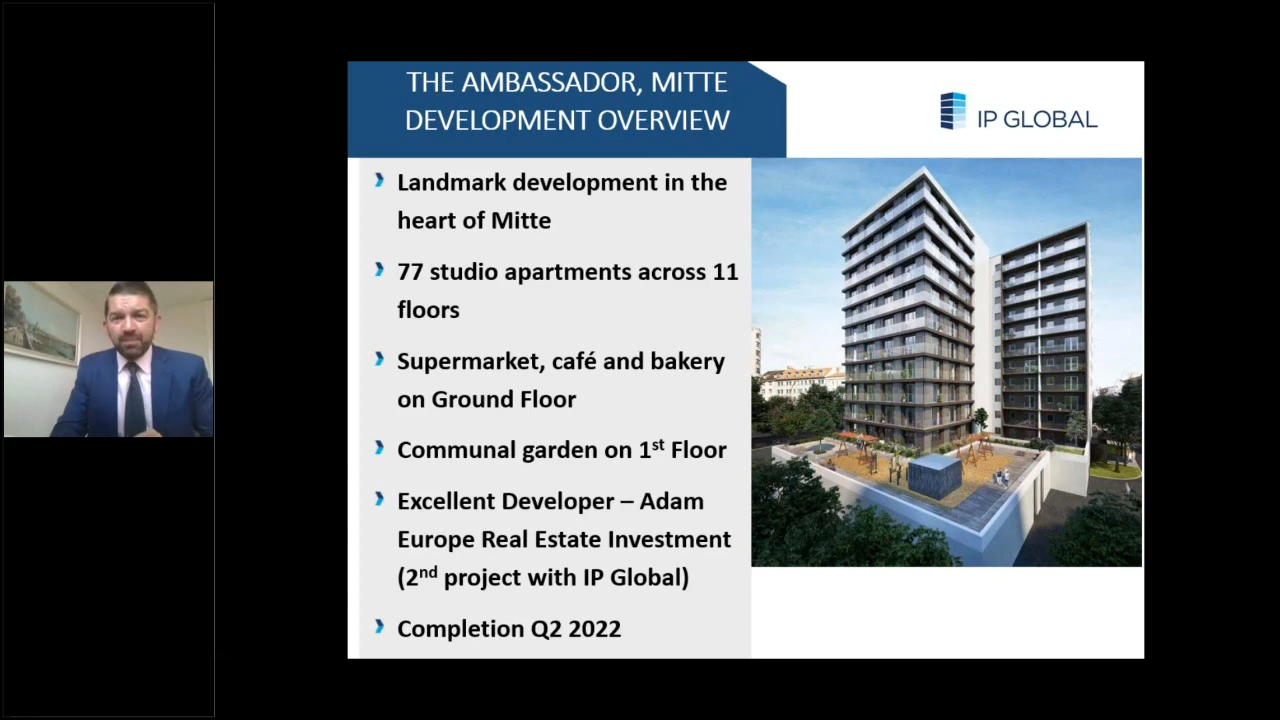 THE AMBASSADOR, MITTE
DEVELOPMENT OVERVIEW
IP GLOBAL
Landmark development in the
heart of Mitte
77 studio apartments across 11
floors
Supermarket, café and bakery
on Ground Floor
Communal garden on 1st Floor
Excellent Developer – Adam
Europe Real Estate Investment
(2nd project with IP Global)
Completion Q2 2022